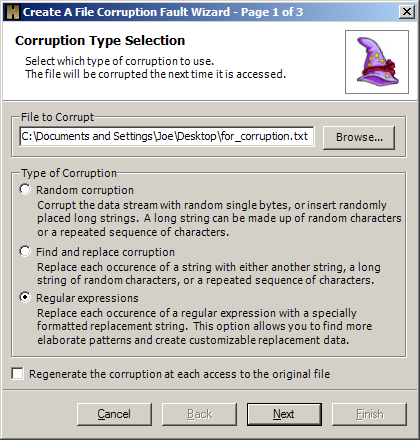 Create A File Corruption Fault Wizard - Page 1 of 3
Corruption Type Selection
Select which type of corruption to use.
The file will be corrupted the next time it is accessed.
File to Corrupt
C:\Documents and Settings\Joe\Desktop\for_corruption.txt
Browse...
Type of Corruption
Random corruption
Corrupt the data stream with random single bytes, or insert randomly
placed long strings. A long string can be made up of random characters
or a repeated sequence of characters.
Find and replace corruption
Replace each occurence of a string with either another string, a long
string of random characters, or a repeated sequence of characters.
Regular expressions
Replace each occurence of a regular expression with a specially
formatted replacement string. This option allows you to find more
elaborate patterns and create customizable replacement data.
Regenerate the corruption at each access to the original file
Cancel Back Next Finish